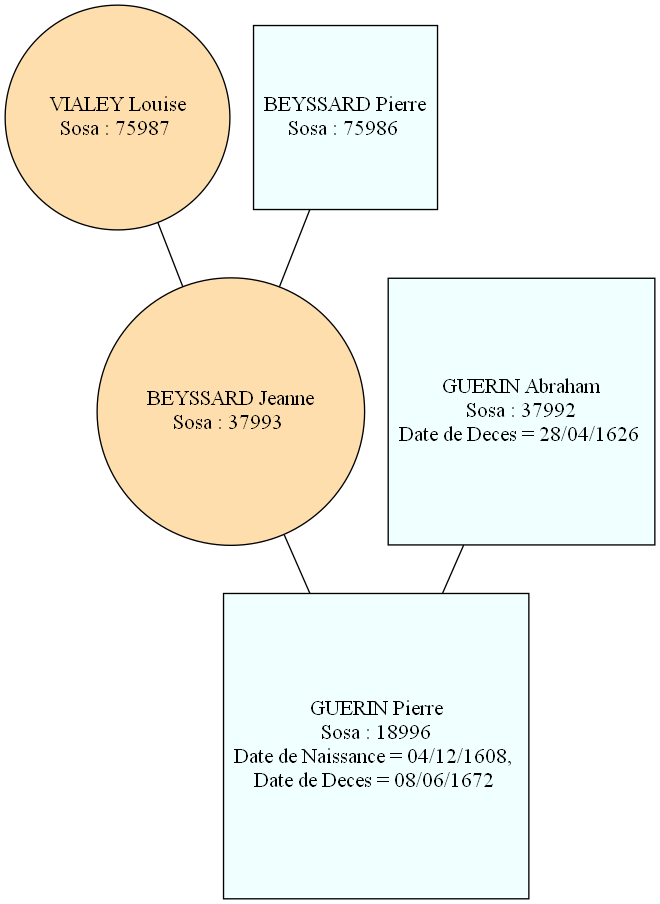 VIALEY Louise
Sosa : 75987
BEYSSARD Pierre
Sosa : 75986
BEYSSARD Jeanne
Sosa : 37993
GUERIN Abraham
Sosa : 37992
Date de Deces = 28/04/1626
GUERIN Pierre
Sosa : 18996
Date de Naissance = 04/12/1608,
Date de Deces = 08/06/1672